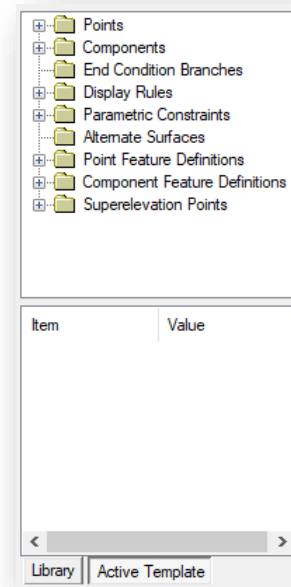 Points
Components
End Condition Branches
Display Rules
Parametric Constraints
Alternate Surfaces
Point Feature Definitions
Component Feature Definitions
Superelevation Points
Item Value
Library Active Template